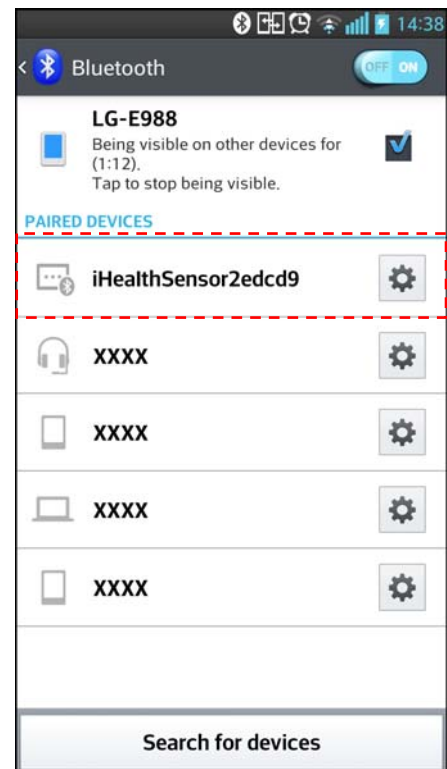 14:38
< Bluetooth
OFF ON
LG-E988
Being visible on other devices for
(1:12).
Tap to stop being visible.
PAIRED DEVICES
iHealthSensor2edcd9
XXXX
XXXX
XXXX
XXXX
Search for devices